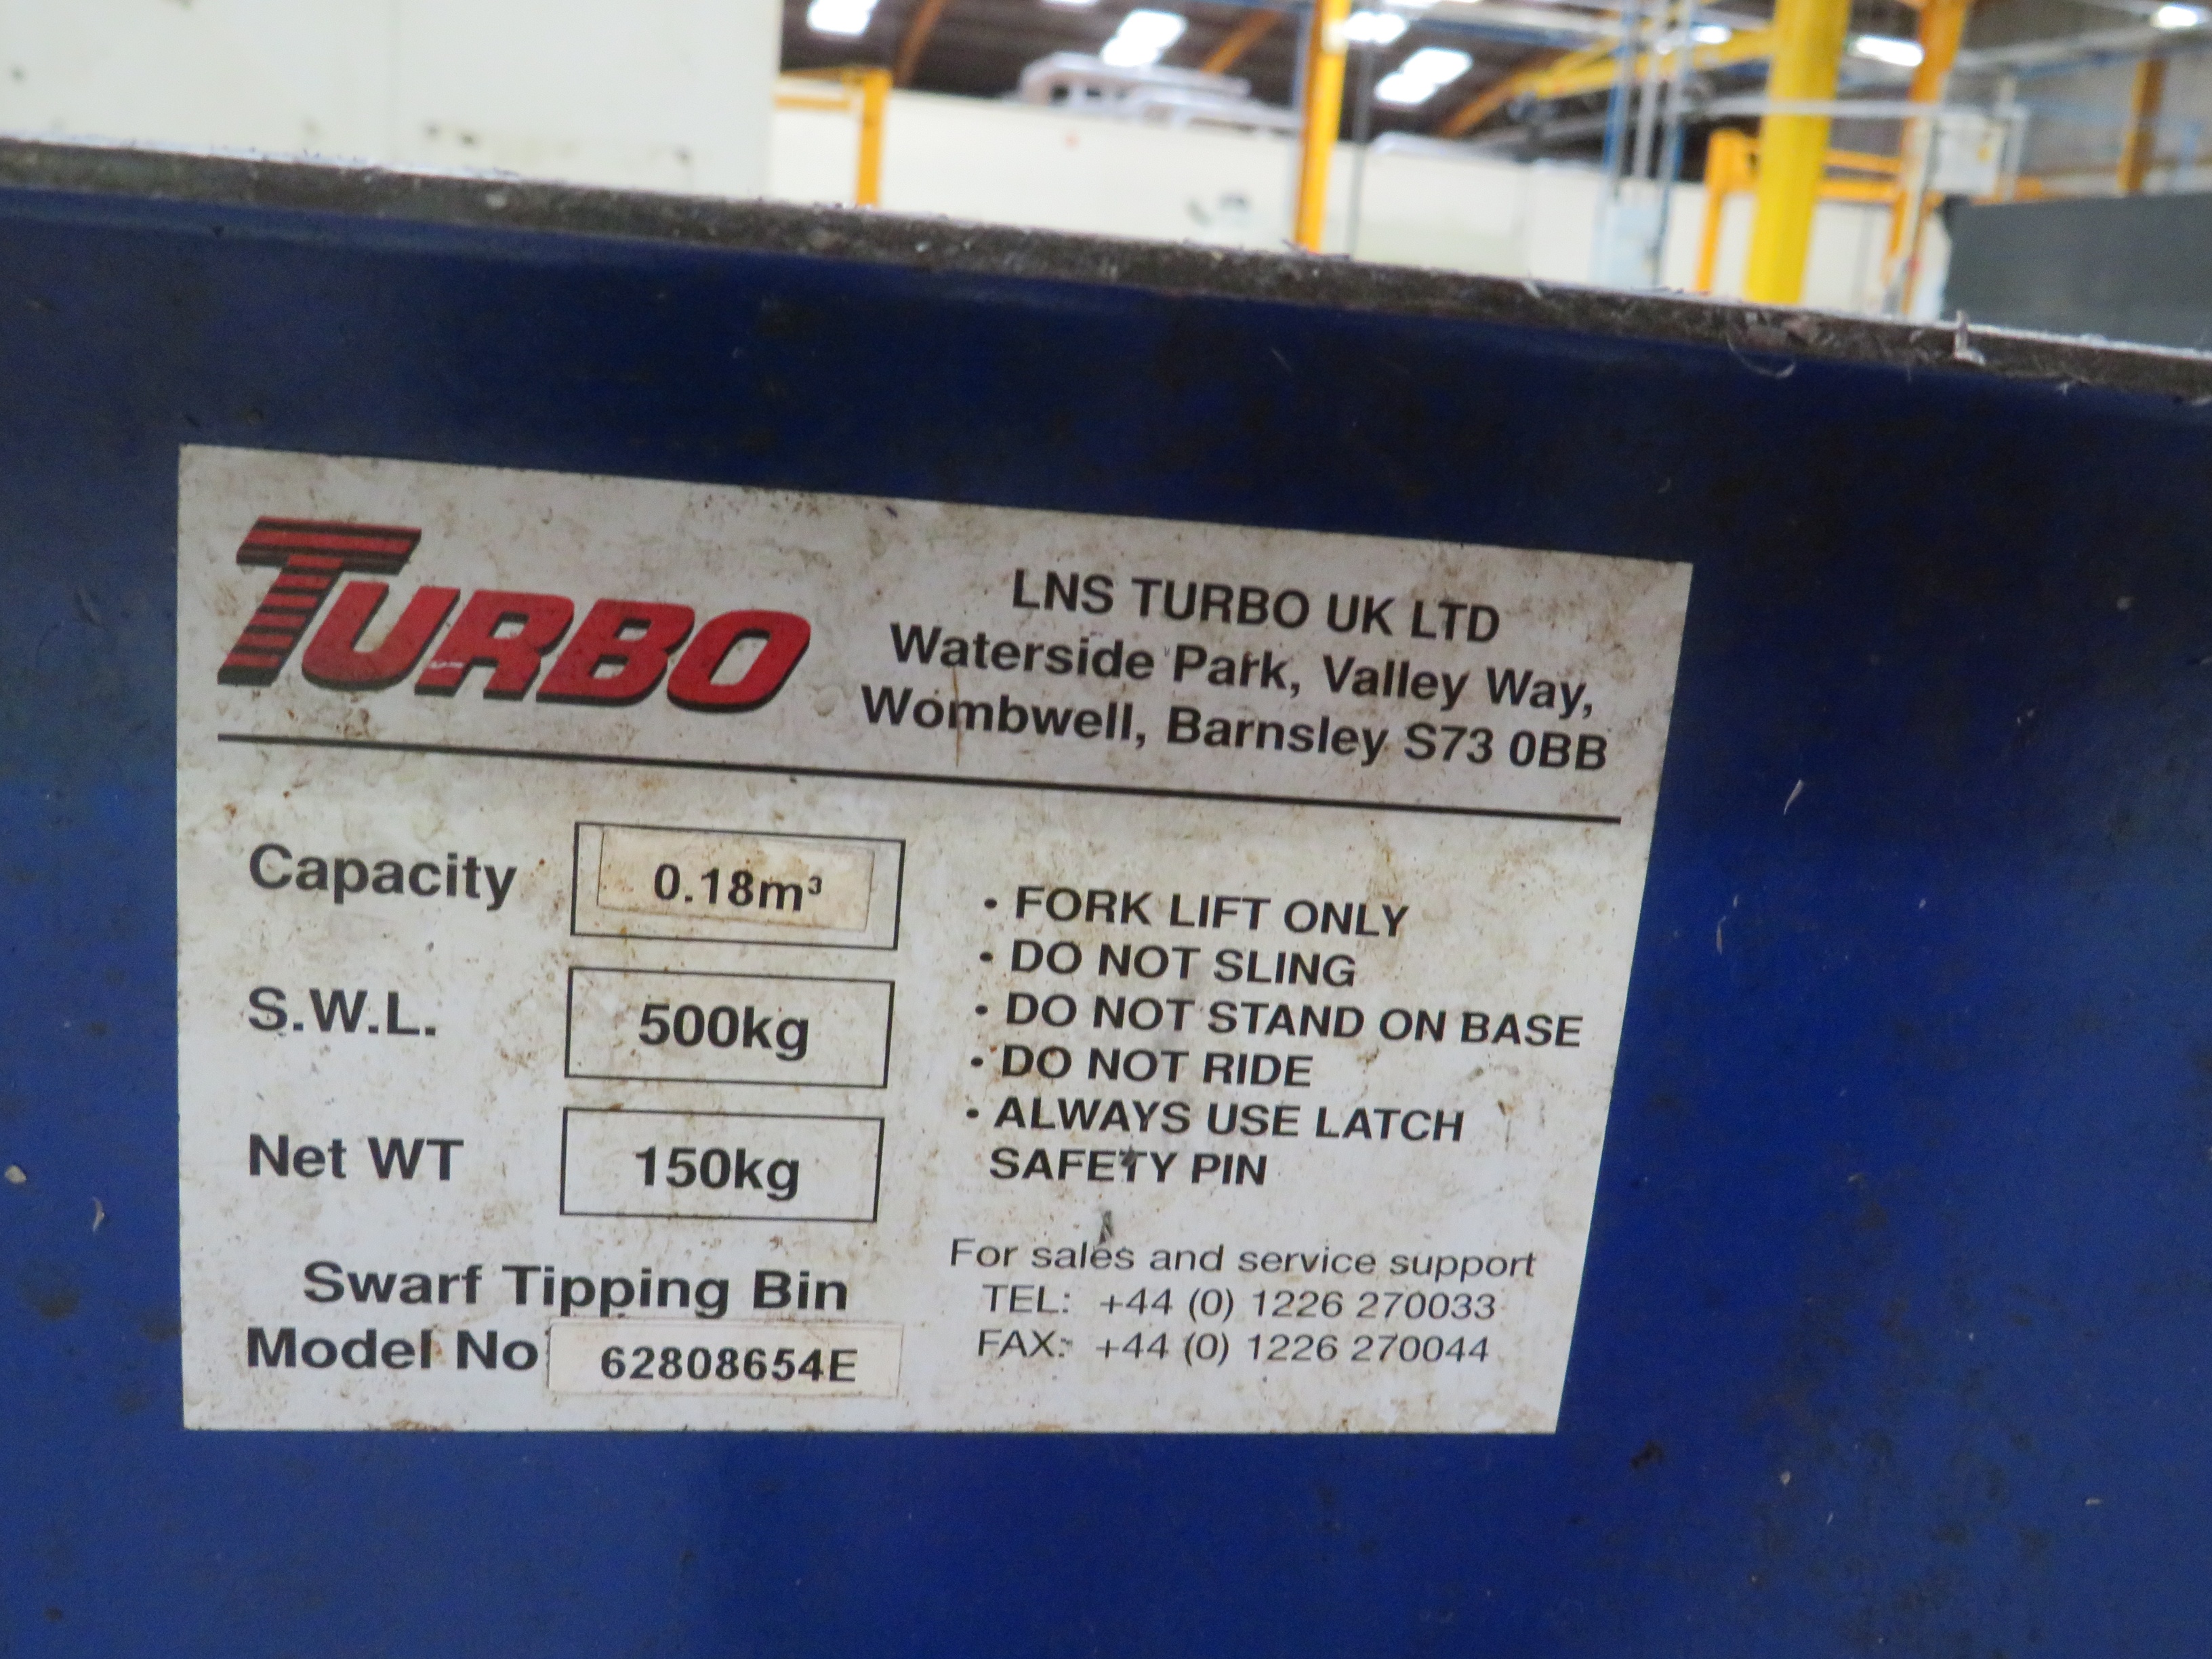 TURBO
LNS TURBO UK LTD
Waterside Park, Valley Way,
Wombwell, Barnsley S73 0BB
Capacity 0.18m³
S.W.L. 500kg
Net WT 150kg
Swarf Tipping Bin
Model No 62808654E
• FORK LIFT ONLY
• DO NOT SLING
• DO NOT STAND ON BASE
• DO NOT RIDE
• ALWAYS USE LATCH
SAFETY PIN
For sales and service support
TEL: +44 (0) 1226 270033
FAX: +44 (0) 1226 270044